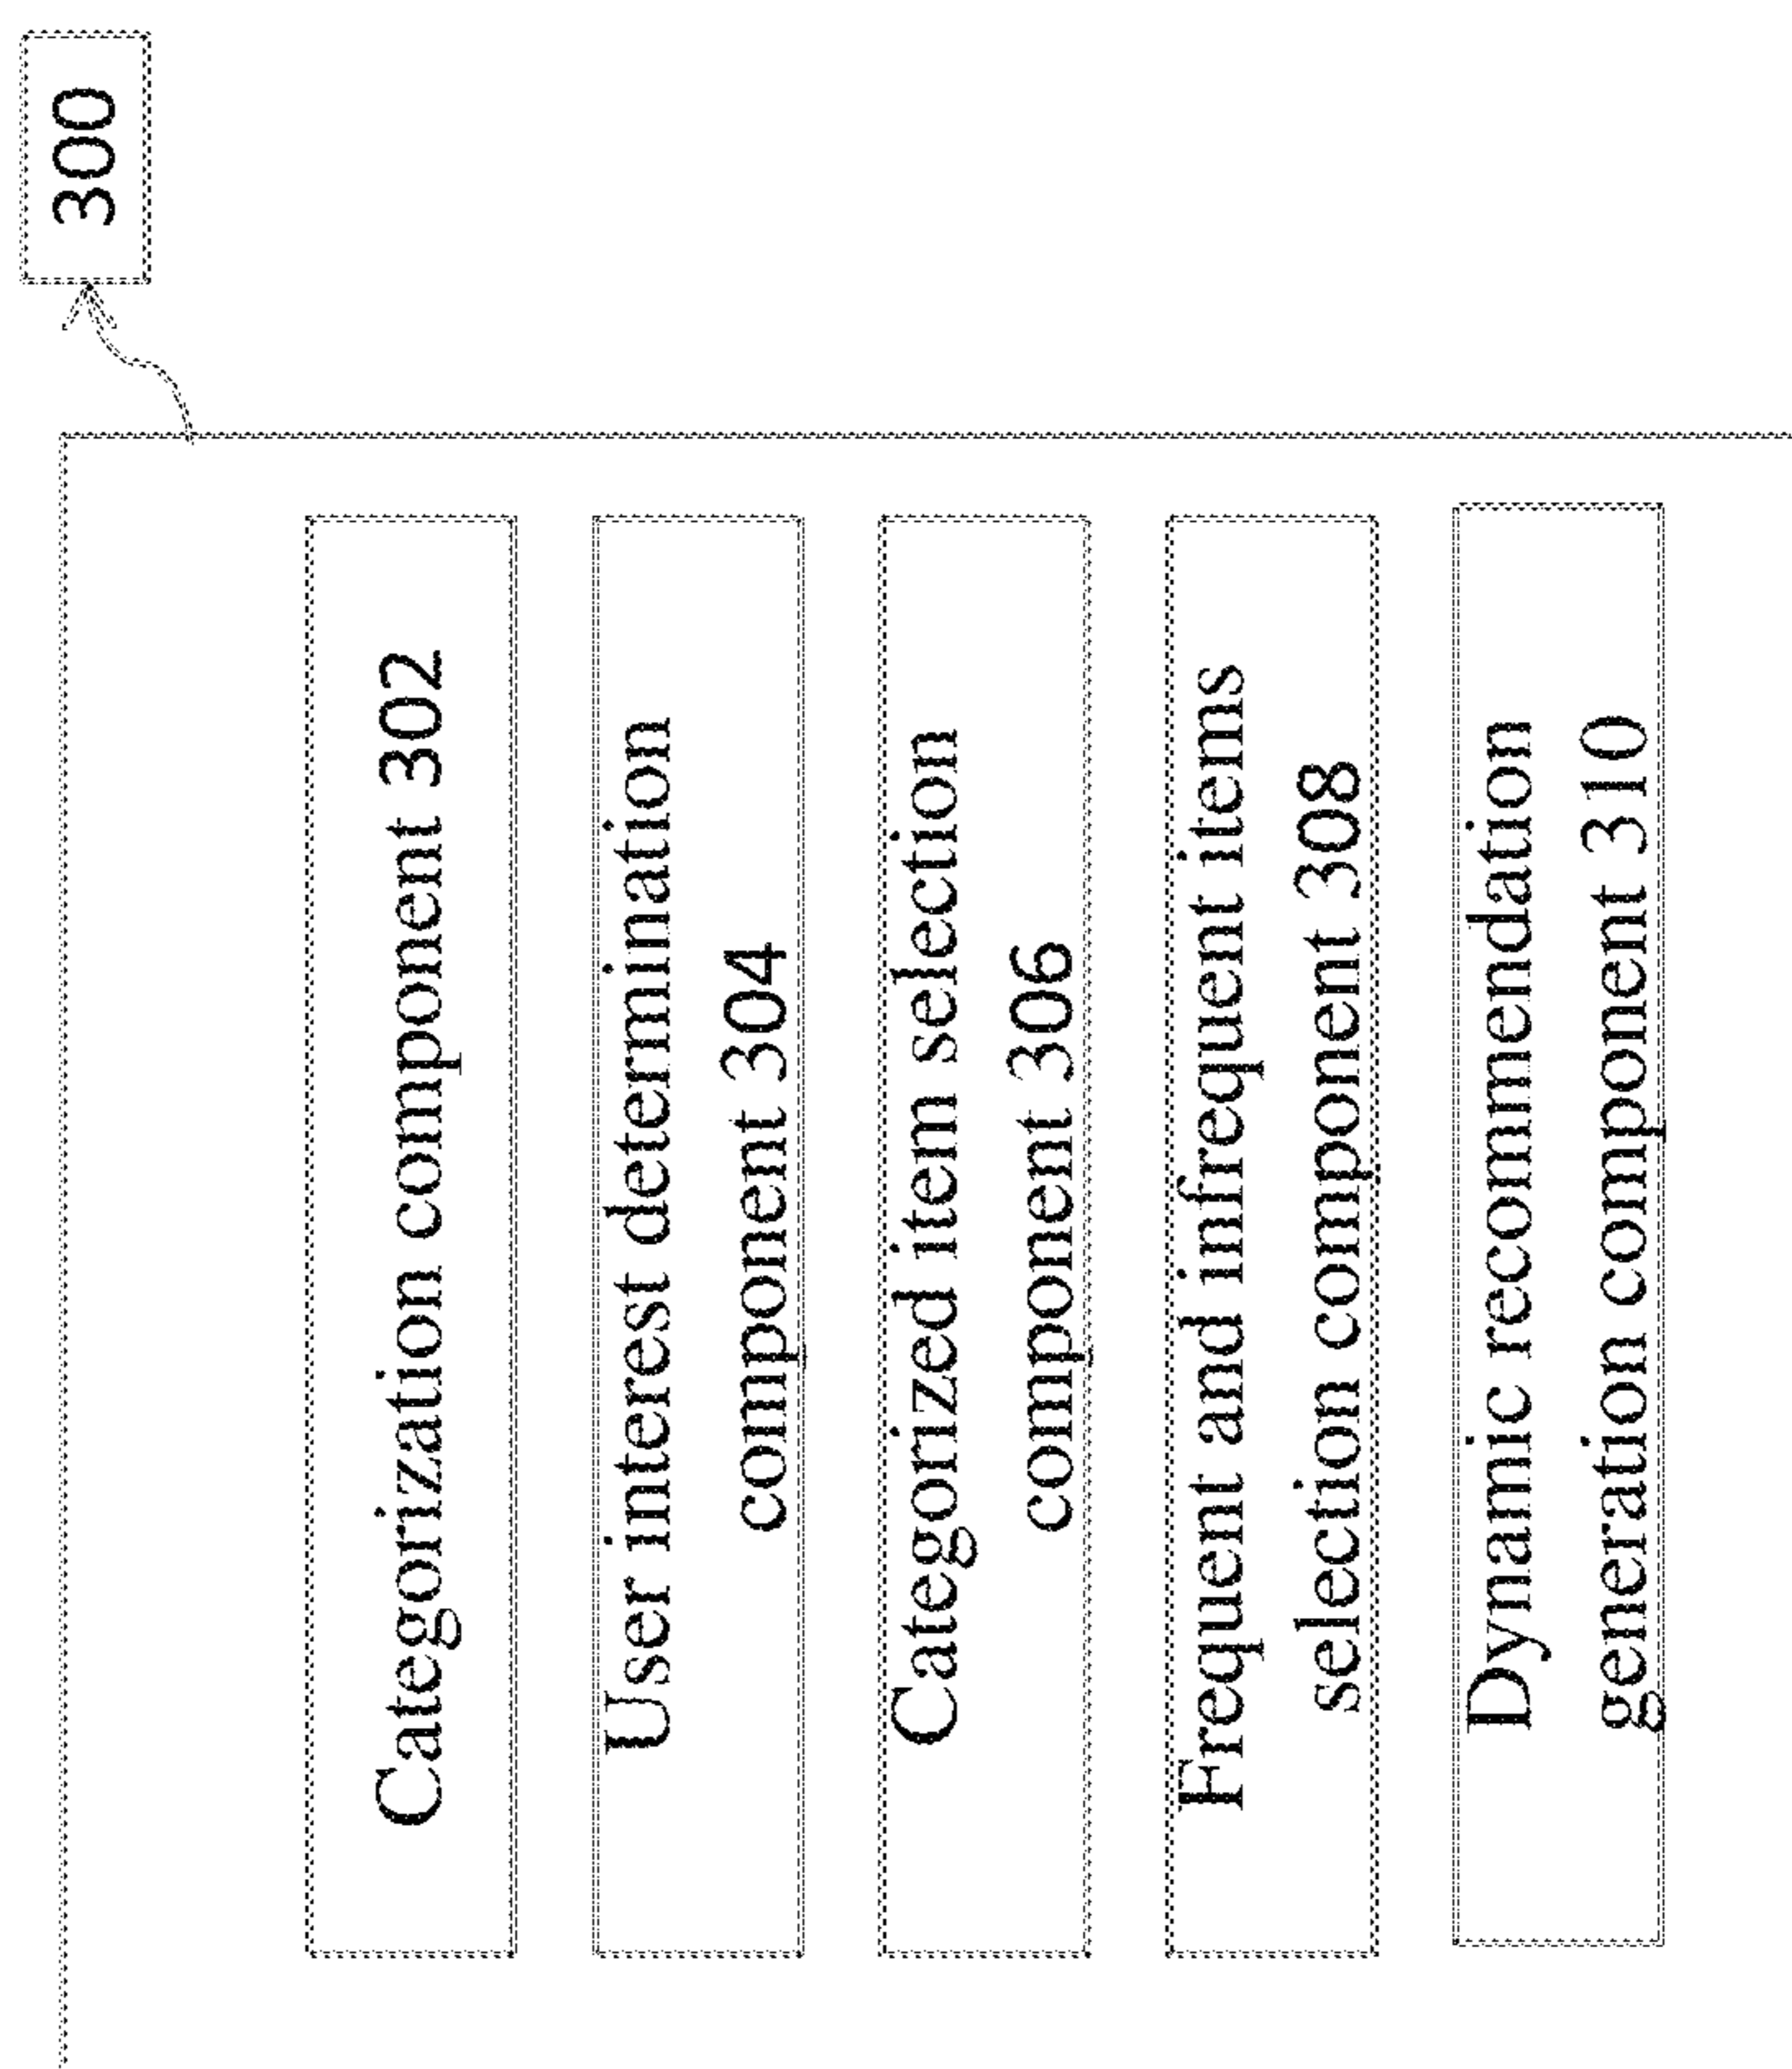 300
Categorization component 302
User interest determination
component 304
Categorized item selection
component 306
Frequent and infrequent items
selection component 308
Dynamic recommendation
generation component 310